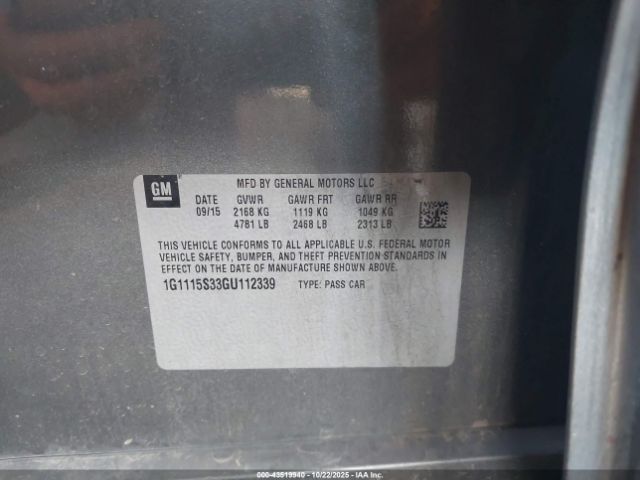 GM
MFD BY GENERAL MOTORS LLC
DATE GVWR GAWR FRT GAWR RR
09/15 2168 KG 1119 KG 1049 KG
4781 LB 2468 LB 2313 LB
THIS VEHICLE CONFORMS TO ALL APPLICABLE U.S. FEDERAL MOTOR
VEHICLE SAFETY, BUMPER, AND THEFT PREVENTION STANDARDS IN
EFFECT ON THE DATE OF MANUFACTURE SHOWN ABOVE.
1G1115S33GU112339 TYPE: PASS CAR
000-43519940 | 10/22/2025 | IAAI.COM